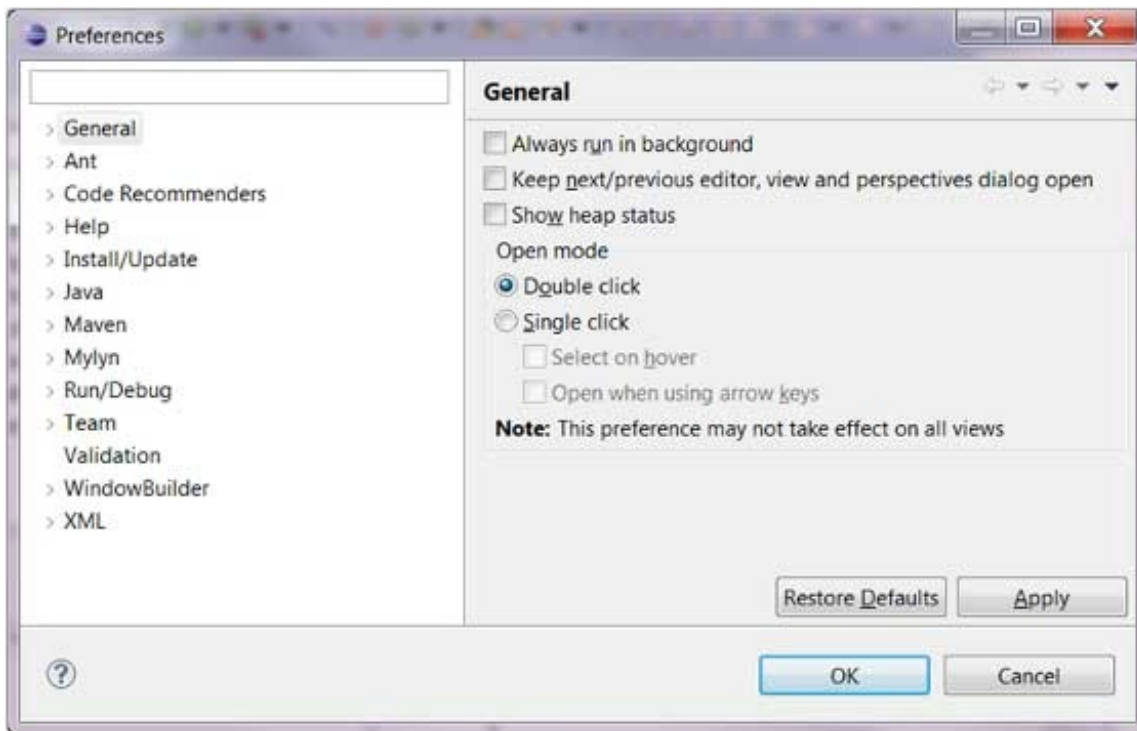 Preferences
General
Ant
Code Recommenders
Help
Install/Update
Java
Maven
Mylyn
Run/Debug
Team
Validation
WindowBuilder
XML
General
Always run in background
Keep next/previous editor, view and perspectives dialog open
Show heap status
Open mode
Double click
Single click
Select on hover
Open when using arrow keys
Note: This preference may not take effect on all views
Restore Defaults
Apply
OK
Cancel